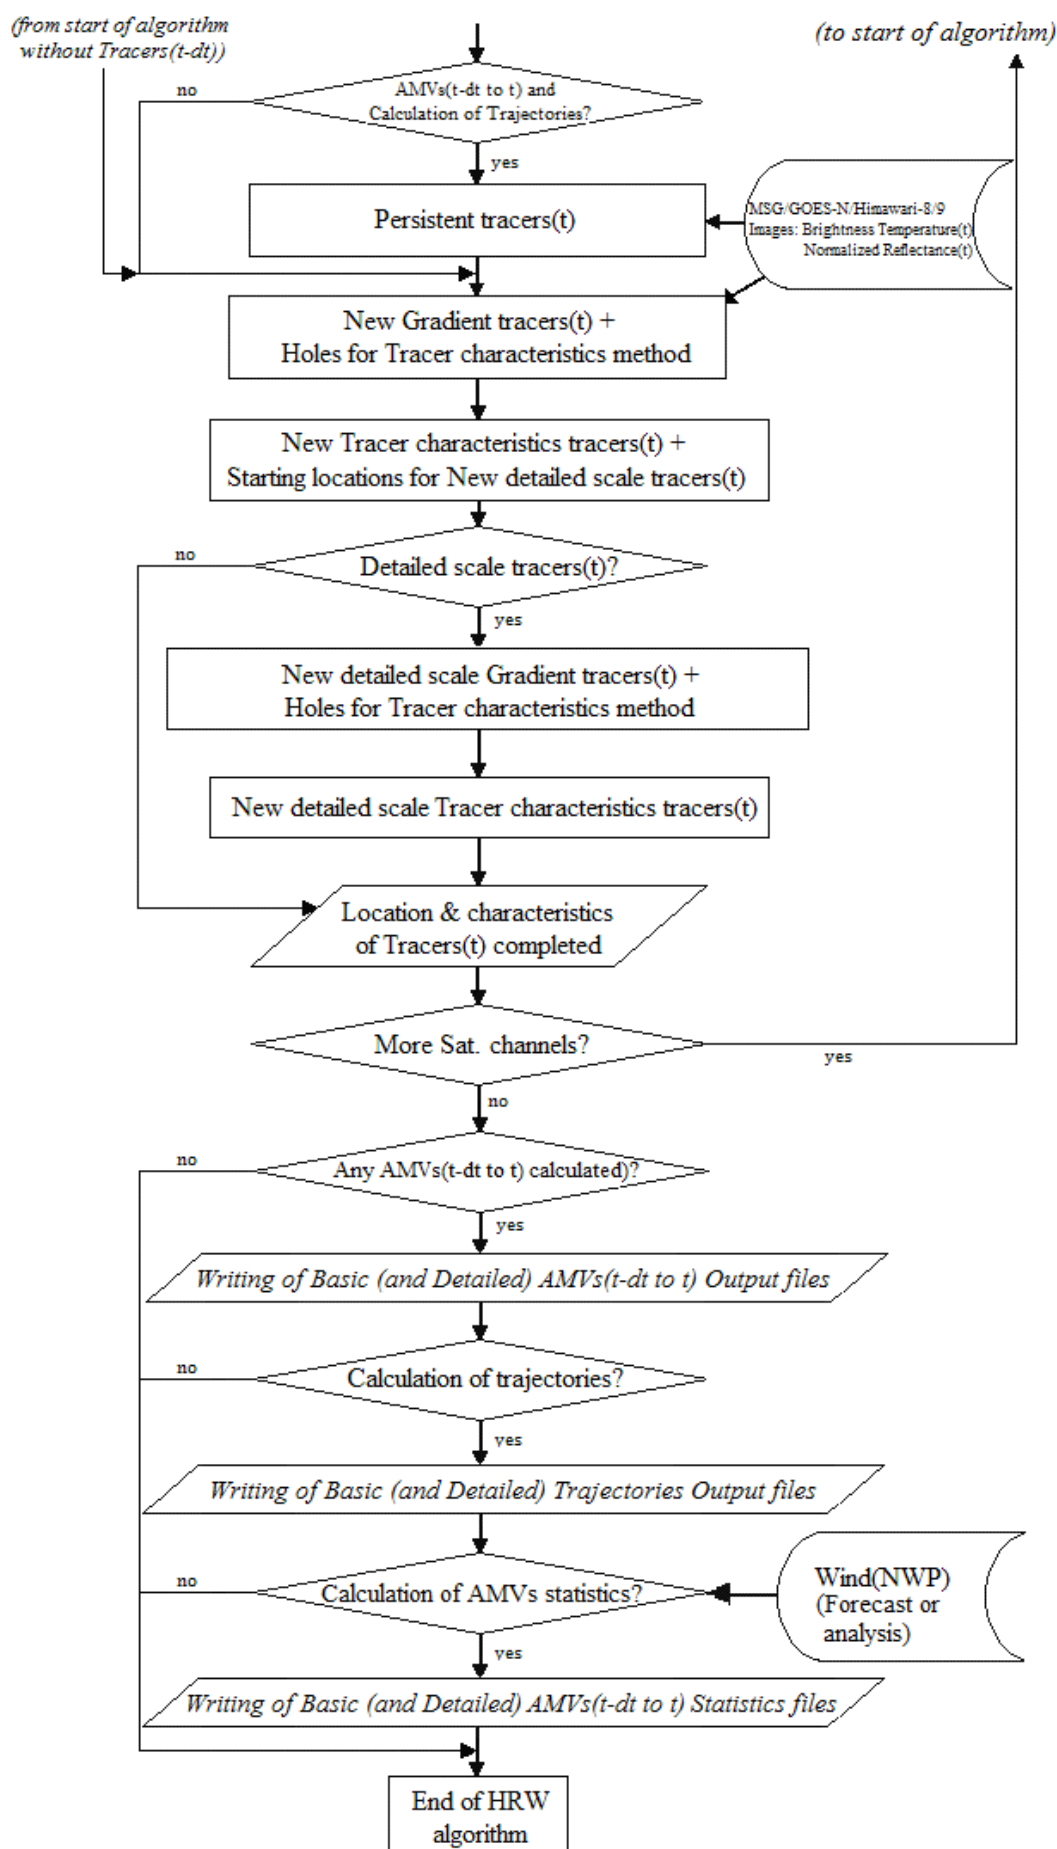 (from start of algorithm
without Tracers(t-dt))
(to start of algorithm)
AMVs(t-dt to t) and
Calculation of Trajectories?
no
yes
Persistent tracers(t)
MSG/GOES-N/Himawari-8/9
Images: Brightness Temperature(t)
Normalized Reflectance(t)
New Gradient tracers(t) +
Holes for Tracer characteristics method
New Tracer characteristics tracers(t) +
Starting locations for New detailed scale tracers(t)
no
Detailed scale tracers(t)?
yes
New detailed scale Gradient tracers(t) +
Holes for Tracer characteristics method
New detailed scale Tracer characteristics tracers(t)
Location & characteristics
of Tracers(t) completed
More Sat. channels?
yes
no
no
Any AMVs(t-dt to t) calculated)?
yes
Writing of Basic (and Detailed) AMVs(t-dt to t) Output files
no
Calculation of trajectories?
yes
Writing of Basic (and Detailed) Trajectories Output files
no
Calculation of AMVs statistics?
Wind(NWP)
(Forecast or
analysis)
yes
Writing of Basic (and Detailed) AMVs(t-dt to t) Statistics files
End of HRW
algorithm